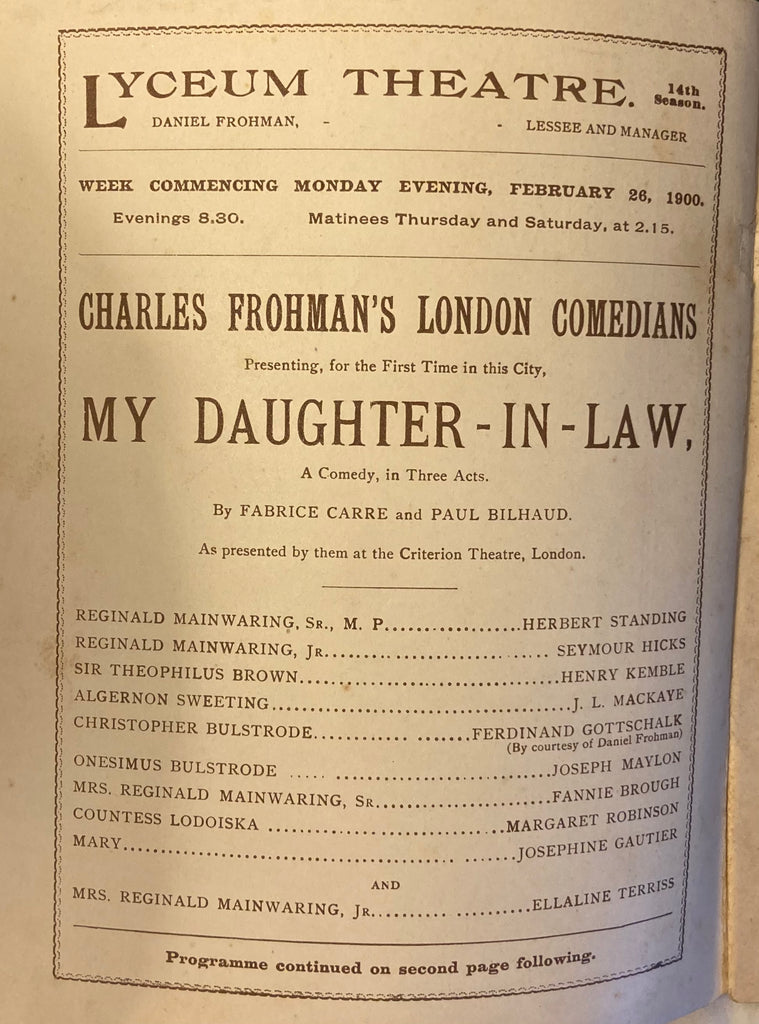 LYCEUM THEATRE. 14th Season.
DANIEL FROHMAN, - - LESSEE AND MANAGER
WEEK COMMENCING MONDAY EVENING, FEBRUARY 26, 1900.
Evenings 8.30. Matinees Thursday and Saturday, at 2.15.
CHARLES FROHMAN'S LONDON COMEDIANS
Presenting, for the First Time in this City,
MY DAUGHTER-IN-LAW,
A Comedy, in Three Acts.
By FABRICE CARRE and PAUL BILHAUD.
As presented by them at the Criterion Theatre, London.
REGINALD MAINWARING, Sr., M. P....................HERBERT STANDING
REGINALD MAINWARING, Jr............................ SEYMOUR HICKS
SIR THEOPHILUS BROWN................................HENRY KEMBLE
ALGERNON SWEETING....................................J. L. MACKAYE
CHRISTOPHER BULSTRODE............ .......FERDINAND GOTTSCHALK
(By courtesy of Daniel Frohman)
ONESIMUS BULSTRODE ..... ..........................JOSEPH MAYLON
MRS. REGINALD MAINWARING, Sr.....................FANNIE BROUGH
COUNTESS LODOISKA .............................MARGARET ROBINSON
MARY........................................ .......JOSEPHINE GAUTIER
AND
MRS. REGINALD MAINWARING, Jr......... ..........ELLALINE TERRISS
Programme continued on second page following.